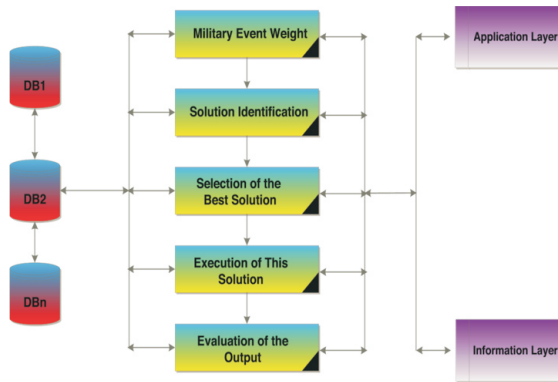 DB1
DB2
DBn
Military Event Weight
Solution Identification
Selection of the
Best Solution
Execution of This
Solution
Evaluation of the
Output
Application Layer
Information Layer